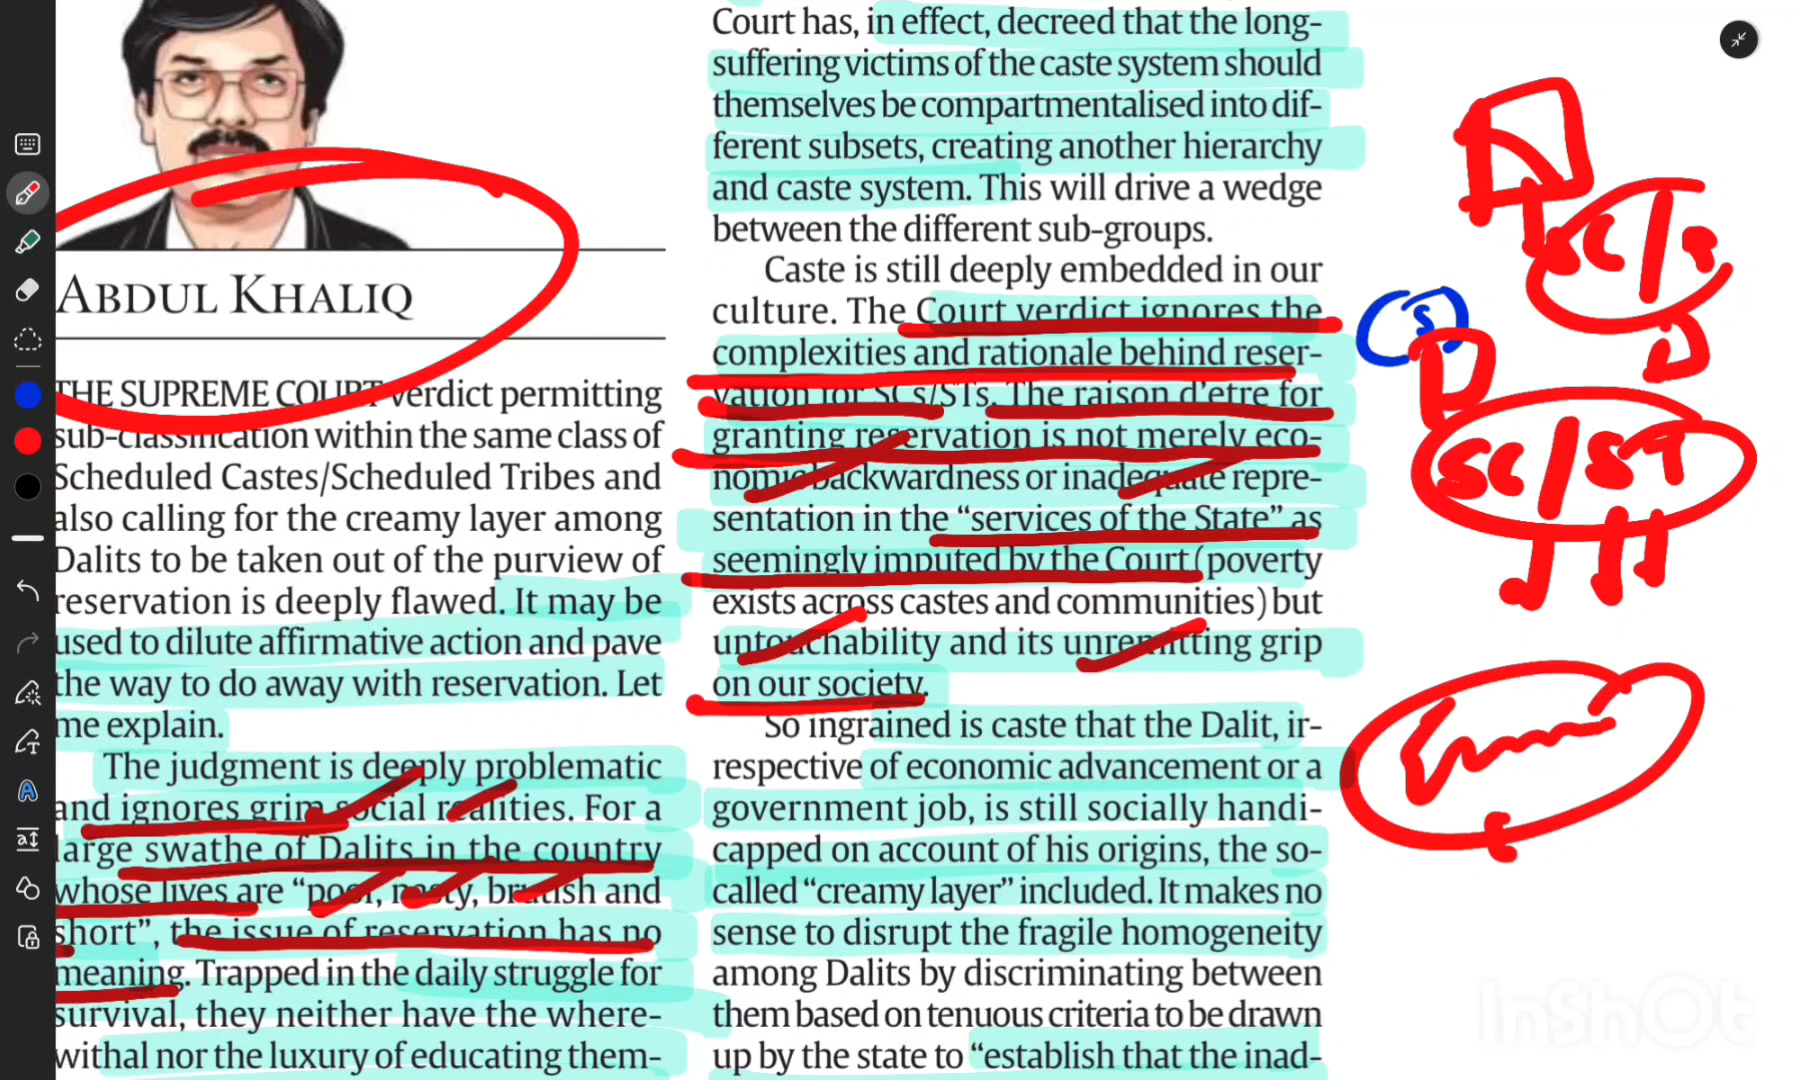 ABDUL KHALIQ
THE SUPREME COURT verdict permitting
sub-classification within the same class of
Scheduled Castes/Scheduled Tribes and
also calling for the creamy layer among
Dalits to be taken out of the purview of
reservation is deeply flawed. It may be
used to dilute affirmative action and pave
the way to do away with reservation. Let
me explain.
The judgment is deeply problematic
and ignores grim social realities. For a
large swathe of Dalits in the country
whose lives are “poor, nasty, brutish and
short”, the issue of reservation has no
meaning. Trapped in the daily struggle for
survival, they neither have the where-
withal nor the luxury of educating them-
Court has, in effect, decreed that the long-
suffering victims of the caste system should
themselves be compartmentalised into dif-
ferent subsets, creating another hierarchy
and caste system. This will drive a wedge
between the different sub-groups.
Caste is still deeply embedded in our
culture. The Court verdict ignores the
complexities and rationale behind reser-
vation for SCs/STs. The raison d’etre for
granting reservation is not merely eco-
nomic backwardness or inadequate repre-
sentation in the “services of the State” as
seemingly imputed by the Court (poverty
exists across castes and communities) but
untouchability and its unremitting grip
on our society.
So ingrained is caste that the Dalit, ir-
respective of economic advancement or a
government job, is still socially handi-
capped on account of his origins, the so-
called “creamy layer” included. It makes no
sense to disrupt the fragile homogeneity
among Dalits by discriminating between
them based on tenuous criteria to be drawn
up by the state to “establish that the inad-
SC/S
S
SC/ST
InShOt